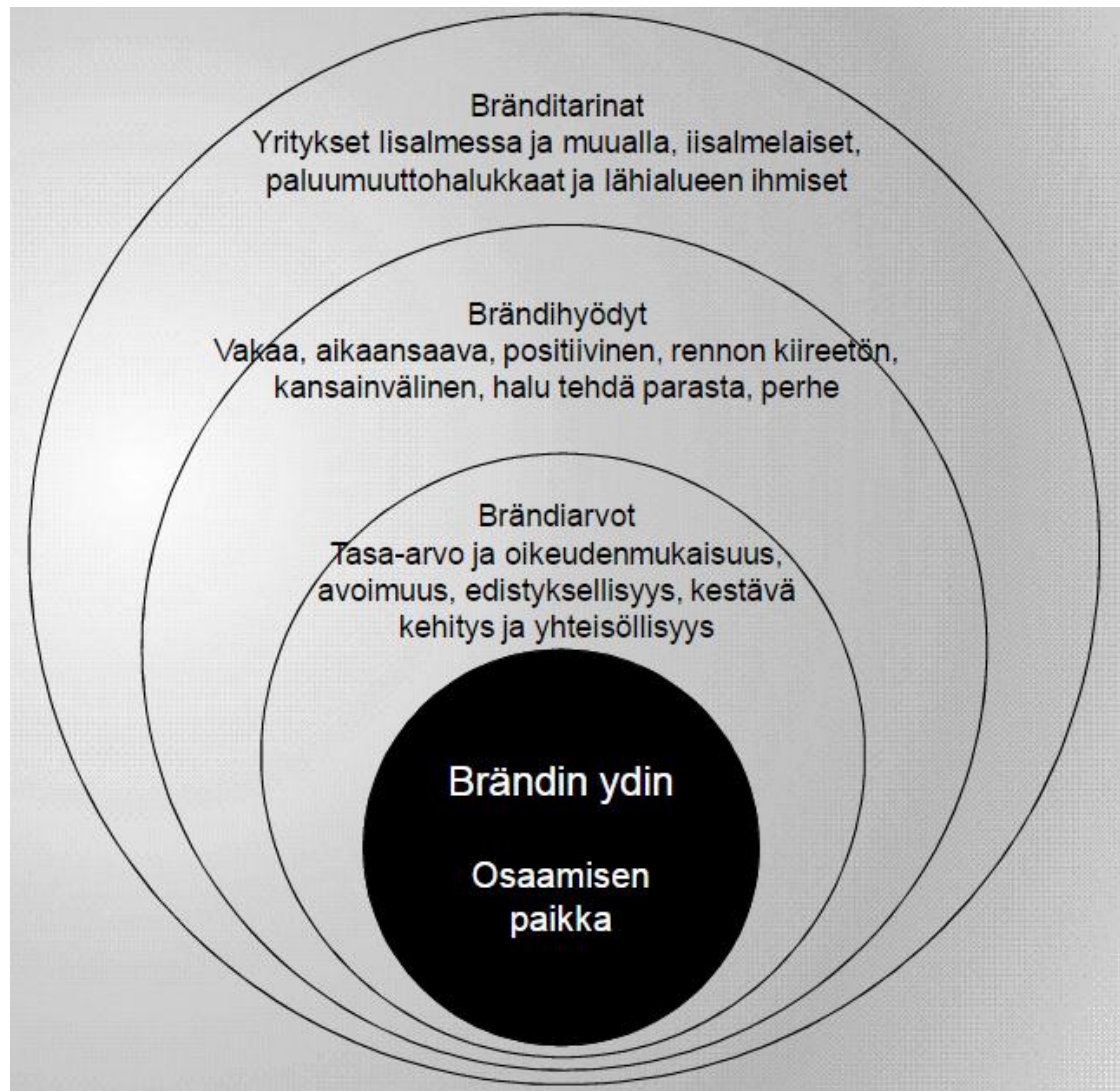 Bränditarinat
Yritykset Iisalmessa ja muualla, iisalmelaiset,
paluumuuttohalukkaat ja lähialueen ihmiset
Brändihyödyt
Vakaa, aikaansaava, positiivinen, rennon kiireetön,
kansainvälinen, halu tehdä parasta, perhe
Brändiarvot
Tasa-arvo ja oikeudenmukaisuus,
avoimuus, edistyksellisyys, kestävä
kehitys ja yhteisöllisyys
Brändin ydin
Osaamisen
paikka